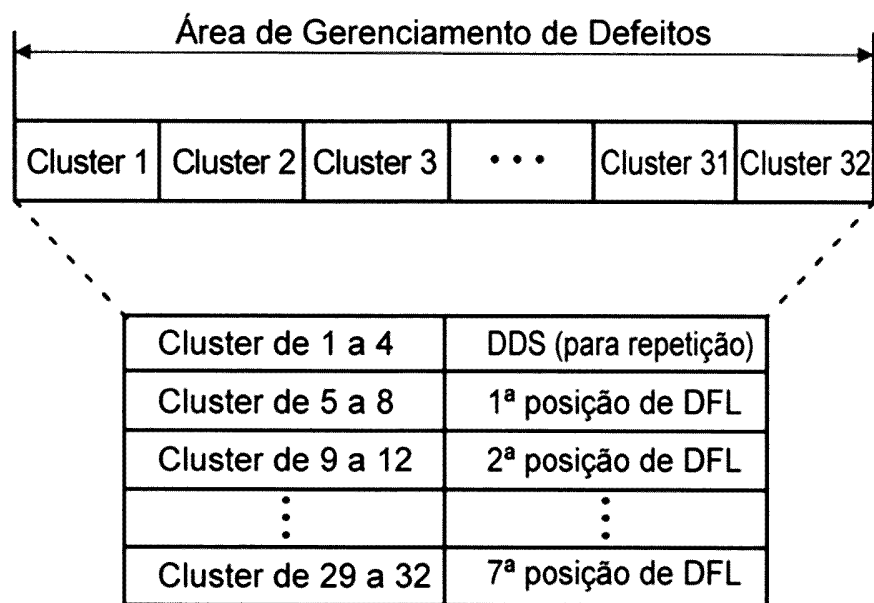 Área de Gerenciamento de Defeitos
Cluster 1 Cluster 2 Cluster 3 • • • Cluster 31 Cluster 32
Cluster de 1 a 4 DDS (para repetição)
Cluster de 5 a 8 1ª posição de DFL
Cluster de 9 a 12 2ª posição de DFL
⋮ ⋮
Cluster de 29 a 32 7ª posição de DFL